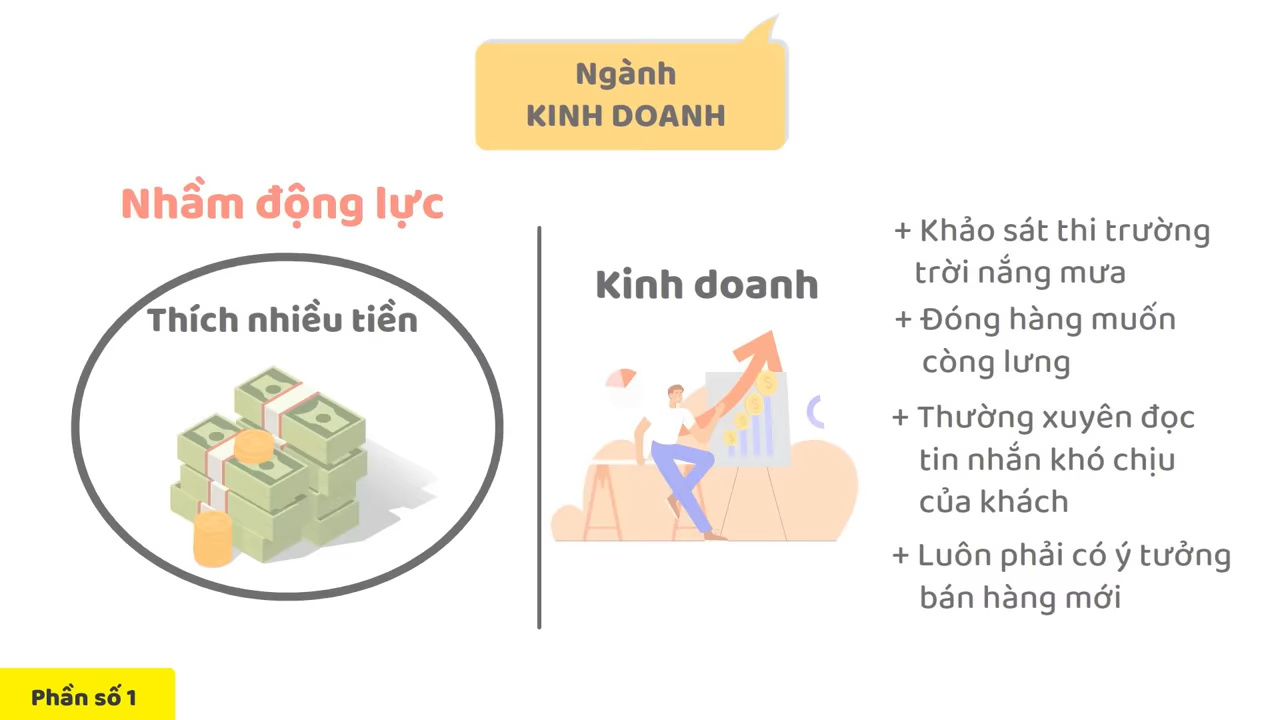 Ngành
KINH DOANH
Nhầm động lực
Thích nhiều tiền
Kinh doanh
+ Khảo sát thi trường
trời nắng mưa
+ Đóng hàng muốn
còng lưng
+ Thường xuyên đọc
tin nhắn khó chịu
của khách
+ Luôn phải có ý tưởng
bán hàng mới
Phần số 1